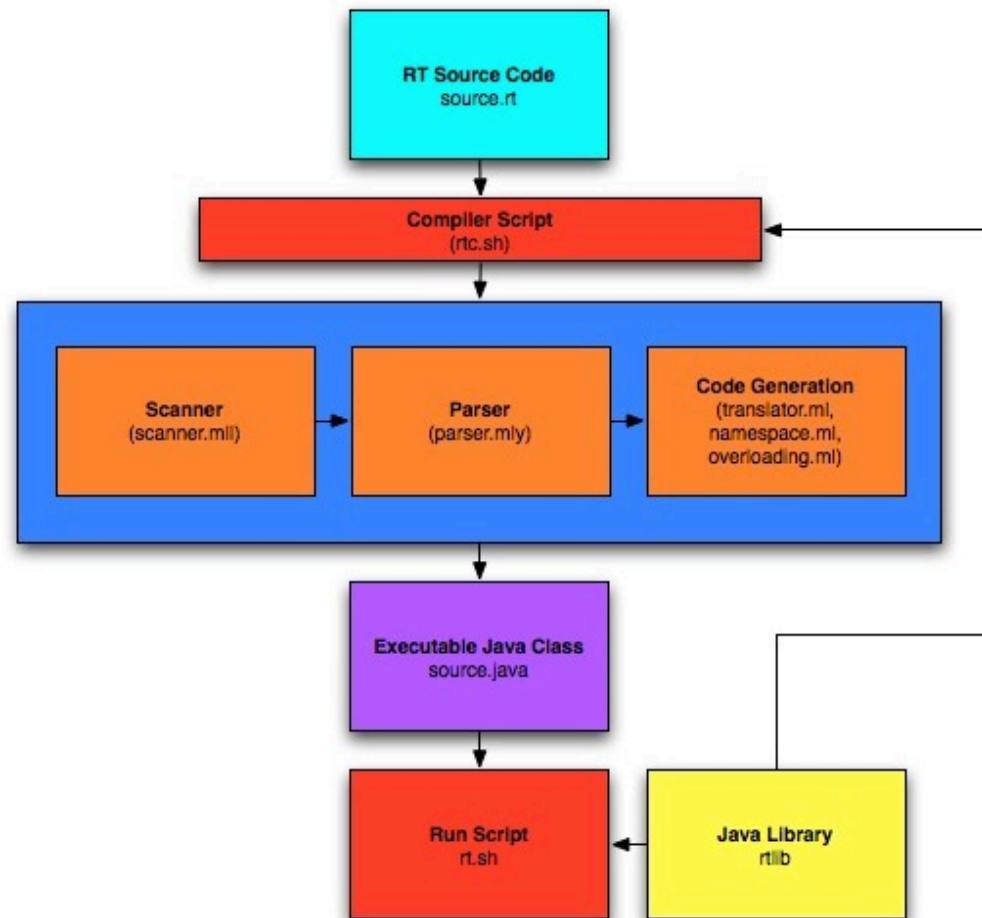 RT Source Code
source.rt
Compiler Script
(rtc.sh)
Scanner
(scanner.mll)
Parser
(parser.mly)
Code Generation
(translator.ml,
namespace.ml,
overloading.ml)
Executable Java Class
source.java
Run Script
rt.sh
Java Library
rtlib